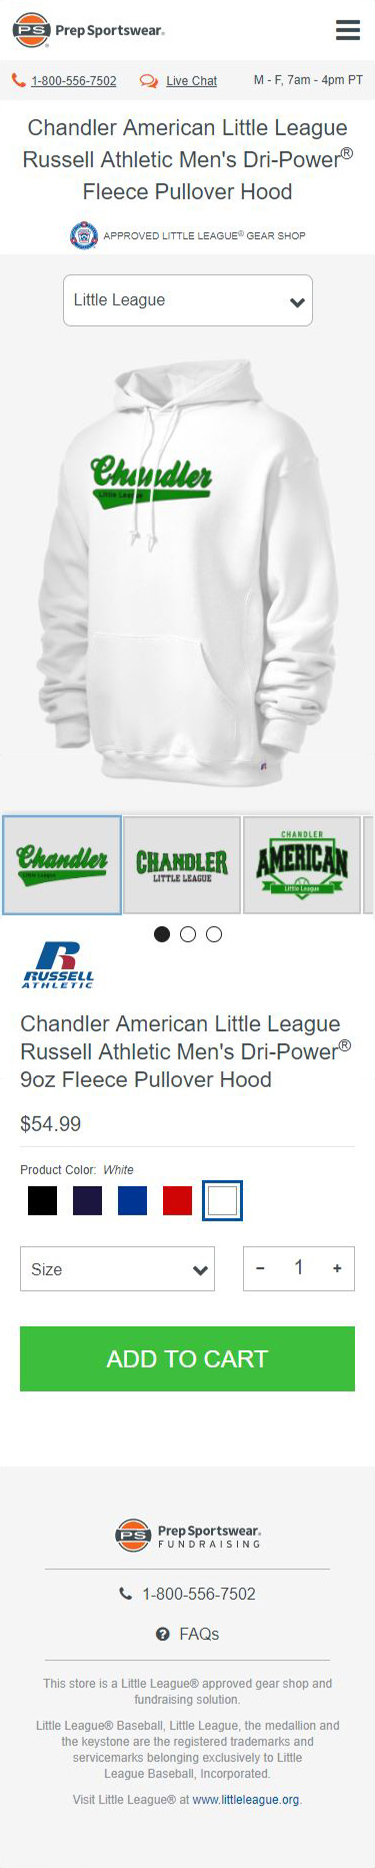 PS Prep Sportswear.
1-800-556-7502 Live Chat M - F, 7am - 4pm PT
Chandler American Little League
Russell Athletic Men's Dri-Power®
Fleece Pullover Hood
APPROVED LITTLE LEAGUE® GEAR SHOP
Little League
Chandler
Little League
Chandler
Little League
CHANDLER
LITTLE LEAGUE
CHANDLER
AMERICAN
Little League
R
RUSSELL
ATHLETIC
Chandler American Little League
Russell Athletic Men's Dri-Power®
9oz Fleece Pullover Hood
$54.99
Product Color: White
Size - 1 +
ADD TO CART
PS Prep Sportswear.
FUNDRAISING
1-800-556-7502
? FAQs
This store is a Little League® approved gear shop and
fundraising solution.
Little League® Baseball, Little League, the medallion and
the keystone are the registered trademarks and
servicemarks belonging exclusively to Little
League Baseball, Incorporated.
Visit Little League® at www.littleleague.org.